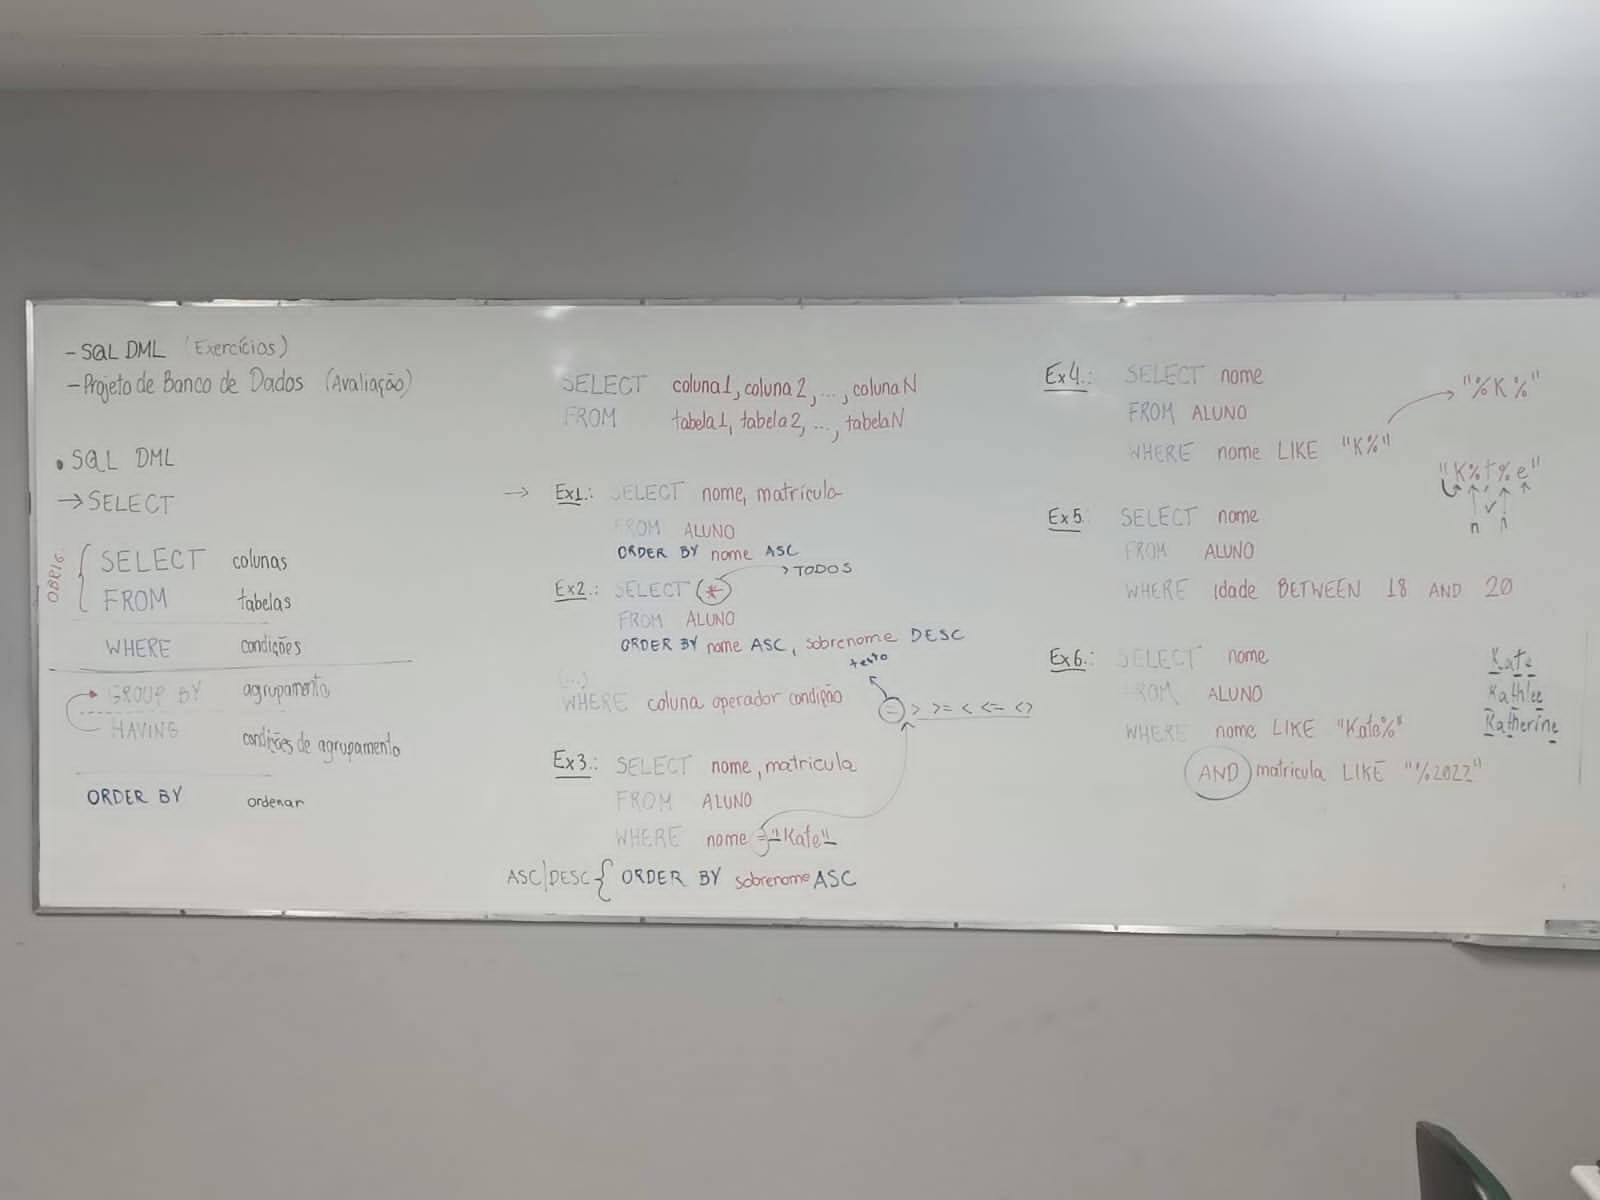 - SQL DML (Exercícios)
- Projeto de Banco de Dados (Avaliação)
• SQL DML
→ SELECT
OBRIG.
SELECT colunas
FROM tabelas
WHERE condições
GROUP BY agrupamento
HAVING condições de agrupamento
ORDER BY ordenar
SELECT coluna1, coluna2, ..., colunaN
FROM tabela1, tabela2, ..., tabelaN
→ Ex1.: SELECT nome, matrícula
FROM ALUNO
ORDER BY nome ASC
Ex2.: SELECT * → TODOS
FROM ALUNO
ORDER BY nome ASC, sobrenome DESC
texto
(...)
WHERE coluna operador condição = > >= < <= <>
Ex3.: SELECT nome, matricula
FROM ALUNO
WHERE nome = "Kate"
ASC/DESC { ORDER BY sobrenome ASC
Ex4.: SELECT nome
FROM ALUNO
WHERE nome LIKE "K%"
"%K%"
"K%t%e"
n n
Ex5.: SELECT nome
FROM ALUNO
WHERE idade BETWEEN 18 AND 20
Ex6.: SELECT nome
FROM ALUNO
WHERE nome LIKE "Kate%"
AND matricula LIKE "%2022"
Kate
Kathlee
Katherine